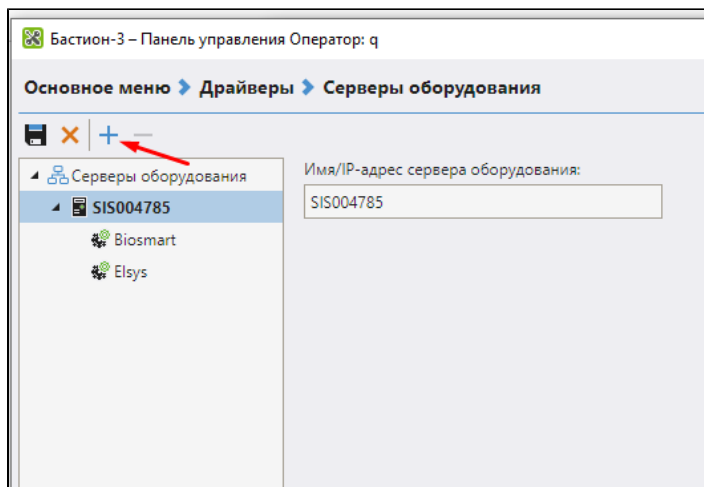 Бастион-3 – Панель управления Оператор: q
Основное меню Драйверы Серверы оборудования
Серверы оборудования
Имя/IP-адрес сервера оборудования:
SIS004785
SIS004785
Biosmart
Elsys